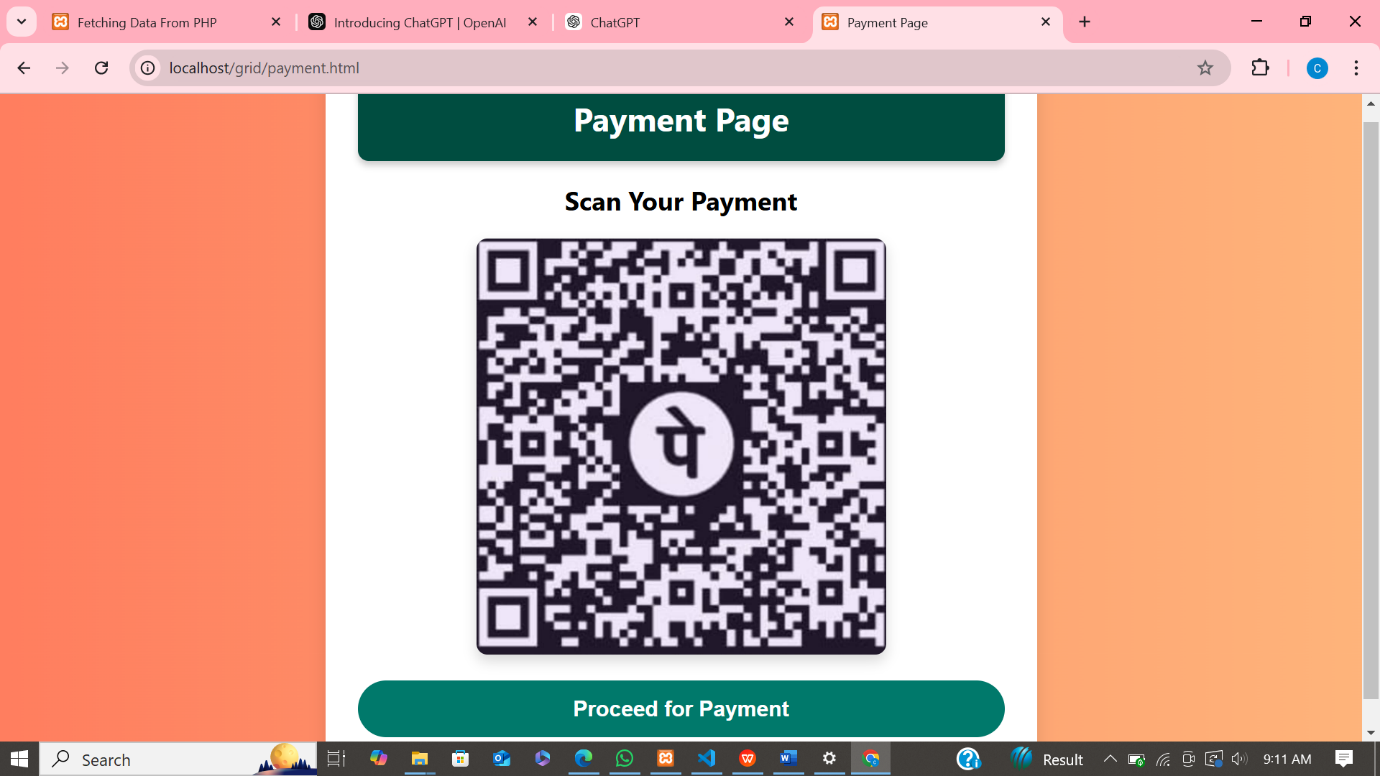 Fetching Data From PHP
Introducing ChatGPT | OpenAI
ChatGPT
Payment Page
localhost/grid/payment.html
C
Payment Page
Scan Your Payment
पे
Proceed for Payment
Search
Result
9:11 AM